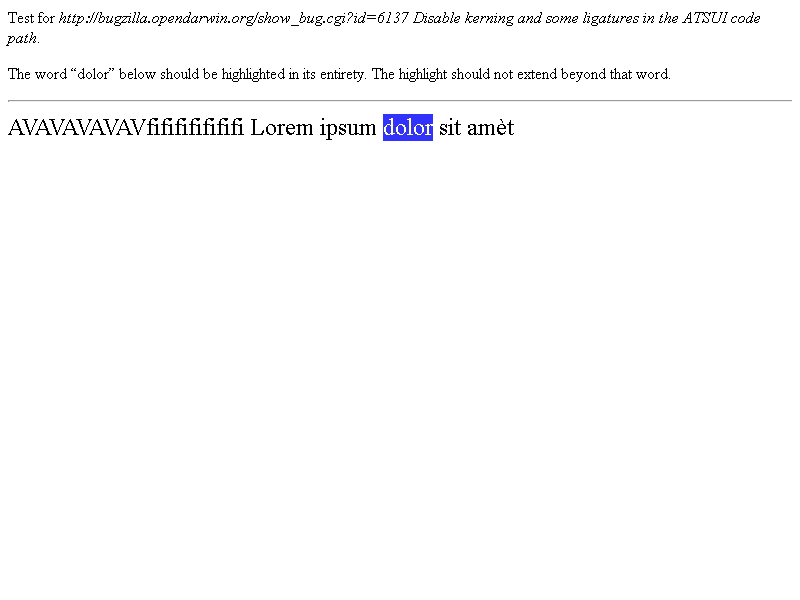 Test for http://bugzilla.opendarwin.org/show_bug.cgi?id=6137 Disable kerning and some ligatures in the ATSUI code
path.
The word “dolor” below should be highlighted in its entirety. The highlight should not extend beyond that word.
AVAVAVAVAVfififififififi Lorem ipsum dolor sit amèt